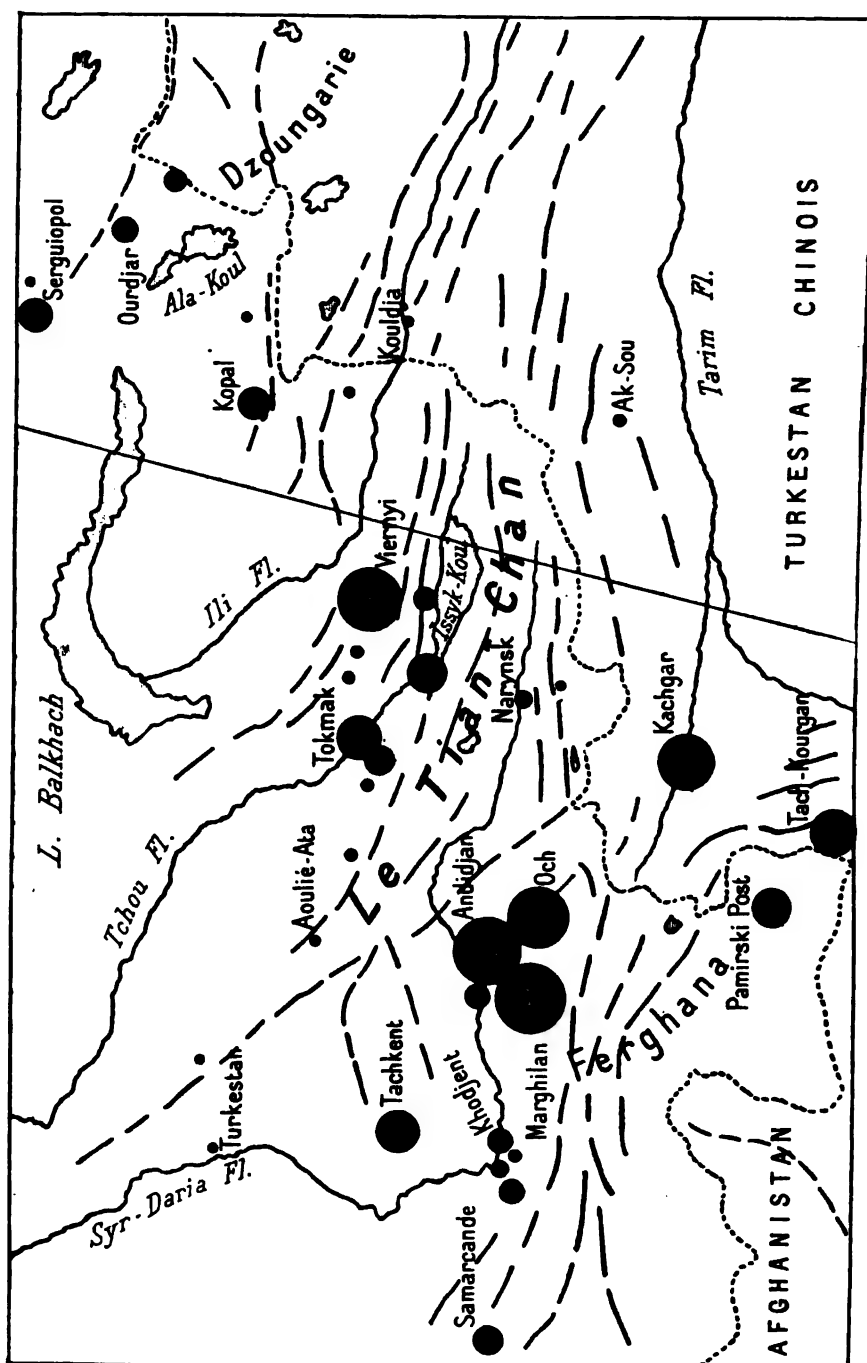 Serguiopol
Ourdjar
Ala-Koul
Dzoungarie
Kopal
Kouldja
Ak-Sou
Tarim Fl.
TURKESTAN CHINOIS
L. Balkhach
Ili Fl.
Viernyi
Issyk-Koul
Le Tian Chan
Tokmak
Narynsk
Kachgar
Tach-Kourgan
Tchou Fl.
Aoulié-Ata
Andidjan
Och
Pamirski Post
Turkestan
Tachkent
Khodjent
Marghilan
Ferghana
Syr-Daria Fl.
Samarcande
AFGHANISTAN